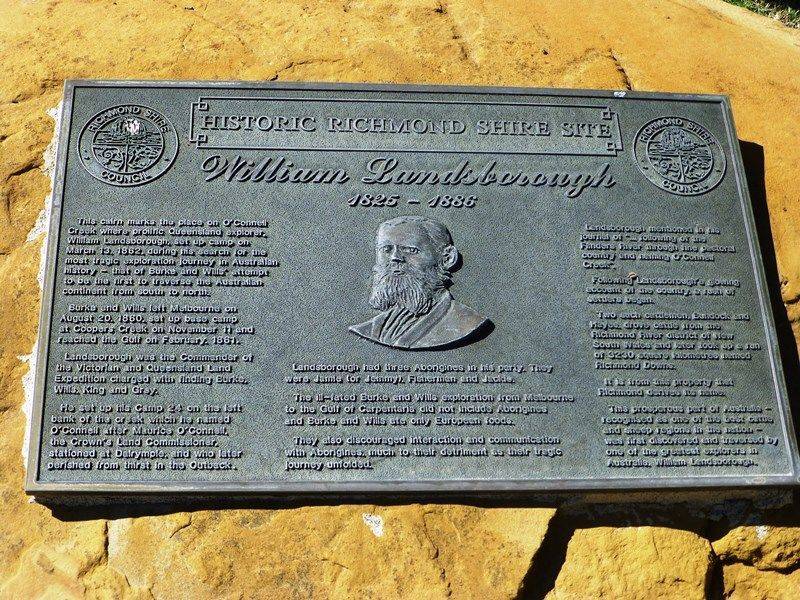 RICHMOND SHIRE
COUNCIL
HISTORIC RICHMOND SHIRE SITE
RICHMOND SHIRE
COUNCIL
William Landsborough
1825 – 1886
This cairn marks the place on O'Connell
Creek where prolific Queensland explorer,
William Landsborough, set up camp on
March 13, 1862, during his search for the
most tragic exploration journey in Australian
history – that of Burke and Wills' attempt
to be the first to traverse the Australian
continent from south to north.
Burke and Wills left Melbourne on
August 20, 1860, set up base camp
at Coopers Creek on November 11 and
reached the Gulf on February, 1861.
Landsborough was the Commander of
the Victorian and Queensland Land
Expedition charged with finding Burke,
Wills, King and Gray.
He set up his Camp 24 on the left
bank of the creek which he named
O'Connell after Maurice O'Connell,
the Crown's Land Commissioner,
stationed at Dalrymple, and who later
perished from thirst in the Outback.
Landsborough had three Aborigines in his party. They
were Jamie (or Jemmy), Fisherman and Jackie.
The ill-fated Burke and Wills exploration from Melbourne
to the Gulf of Carpentaria did not include Aborigines
and Burke and Wills ate only European foods.
They also discouraged interaction and communication
with Aborigines, much to their detriment as their tragic
journey unfolded.
Landsborough mentioned in his
journal of "... following of the
Flinders River through fine pastoral
country and naming O'Connell
Creek".
Following Landsborough's glowing
account of the country, a rush of
settlers began.
Two such cattlemen, Bundock and
Hayes, drove cattle from the
Richmond River district of New
South Wales and later took up a run
of 5230 square kilometres named
Richmond Downs.
It is from this property that
Richmond derives its name.
This prosperous part of Australia –
recognised as one of the best cattle
and sheep regions in the nation –
was first discovered and traversed by
one of the greatest explorers in
Australia, William Landsborough.